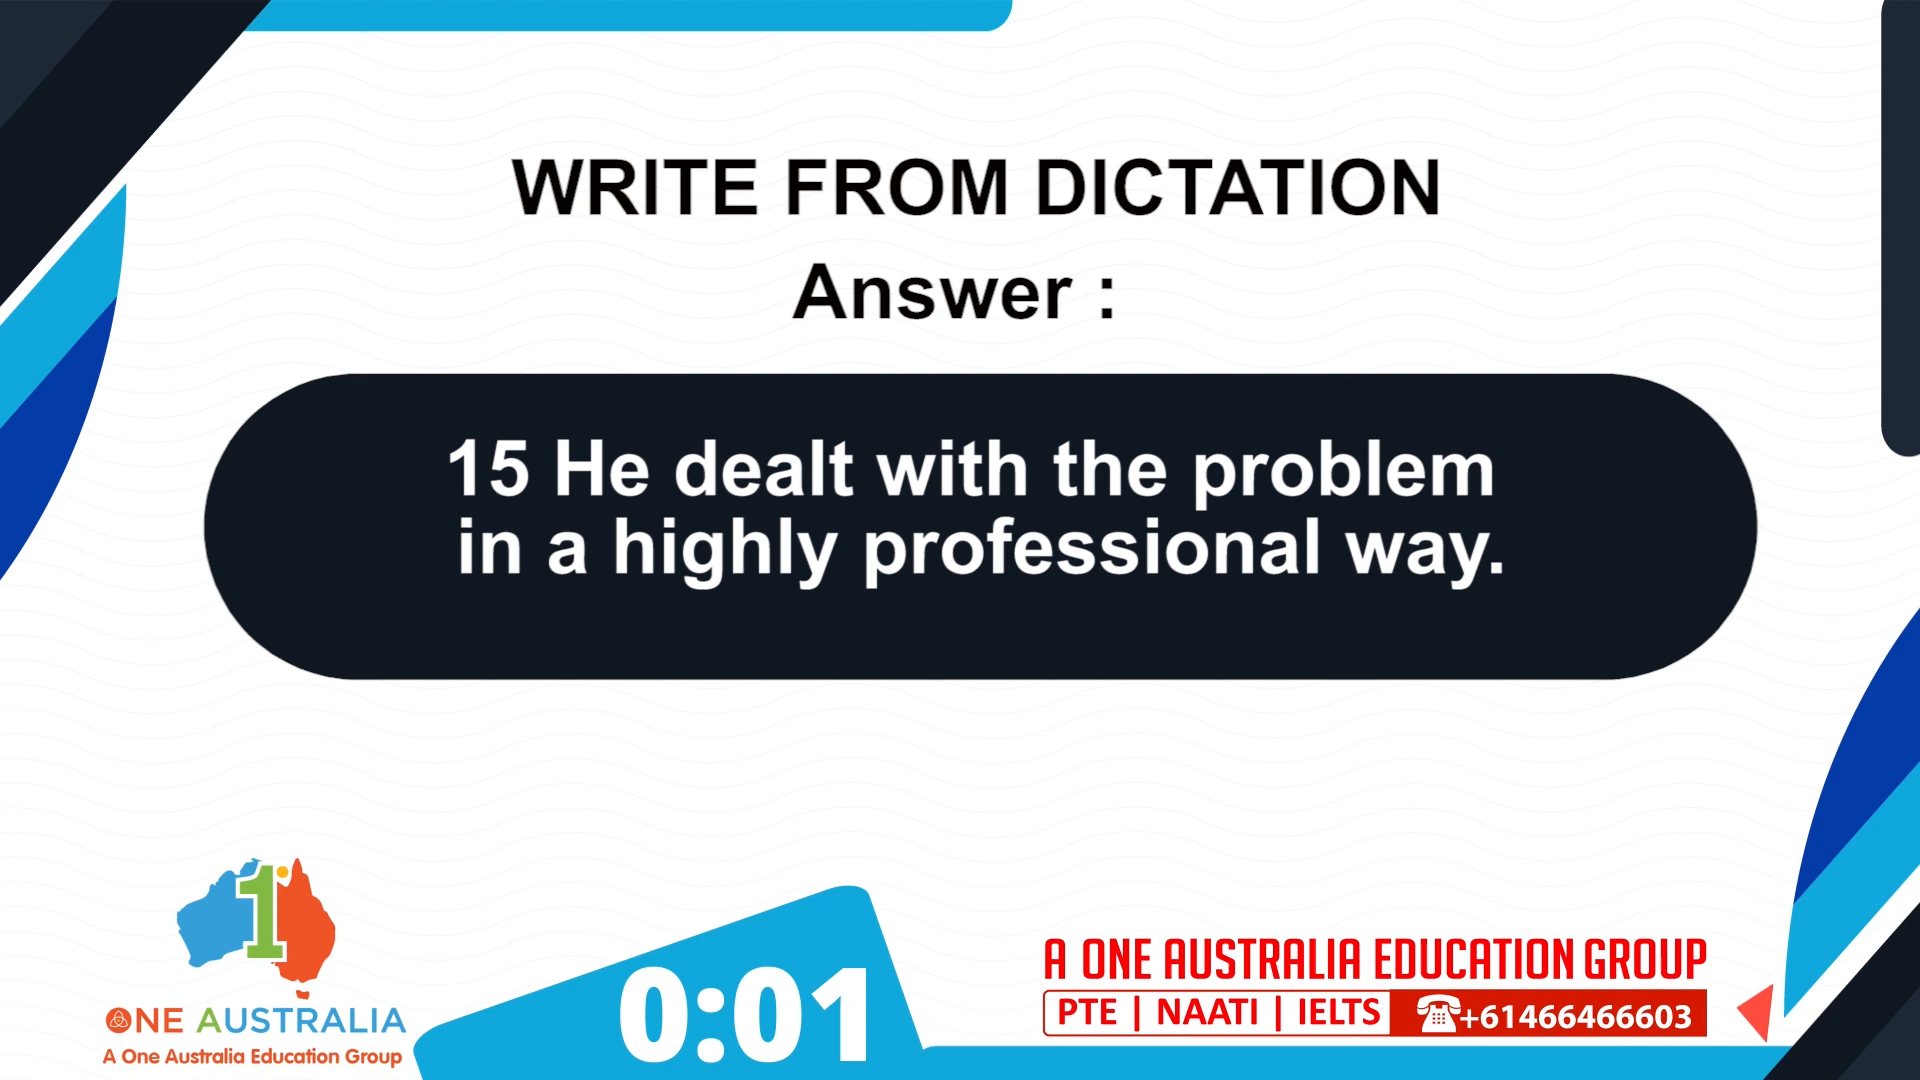 WRITE FROM DICTATION
Answer :
15 He dealt with the problem
in a highly professional way.
1
ONE AUSTRALIA
A One Australia Education Group
0:01
A ONE AUSTRALIA EDUCATION GROUP
PTE | NAATI | IELTS +61466466603